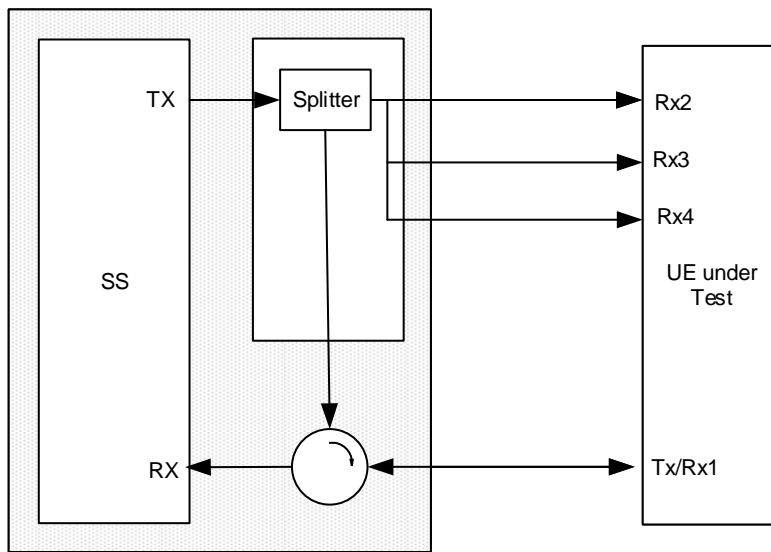 TX
Splitter
Rx2
Rx3
Rx4
SS
UE under
Test
RX
Tx/Rx1